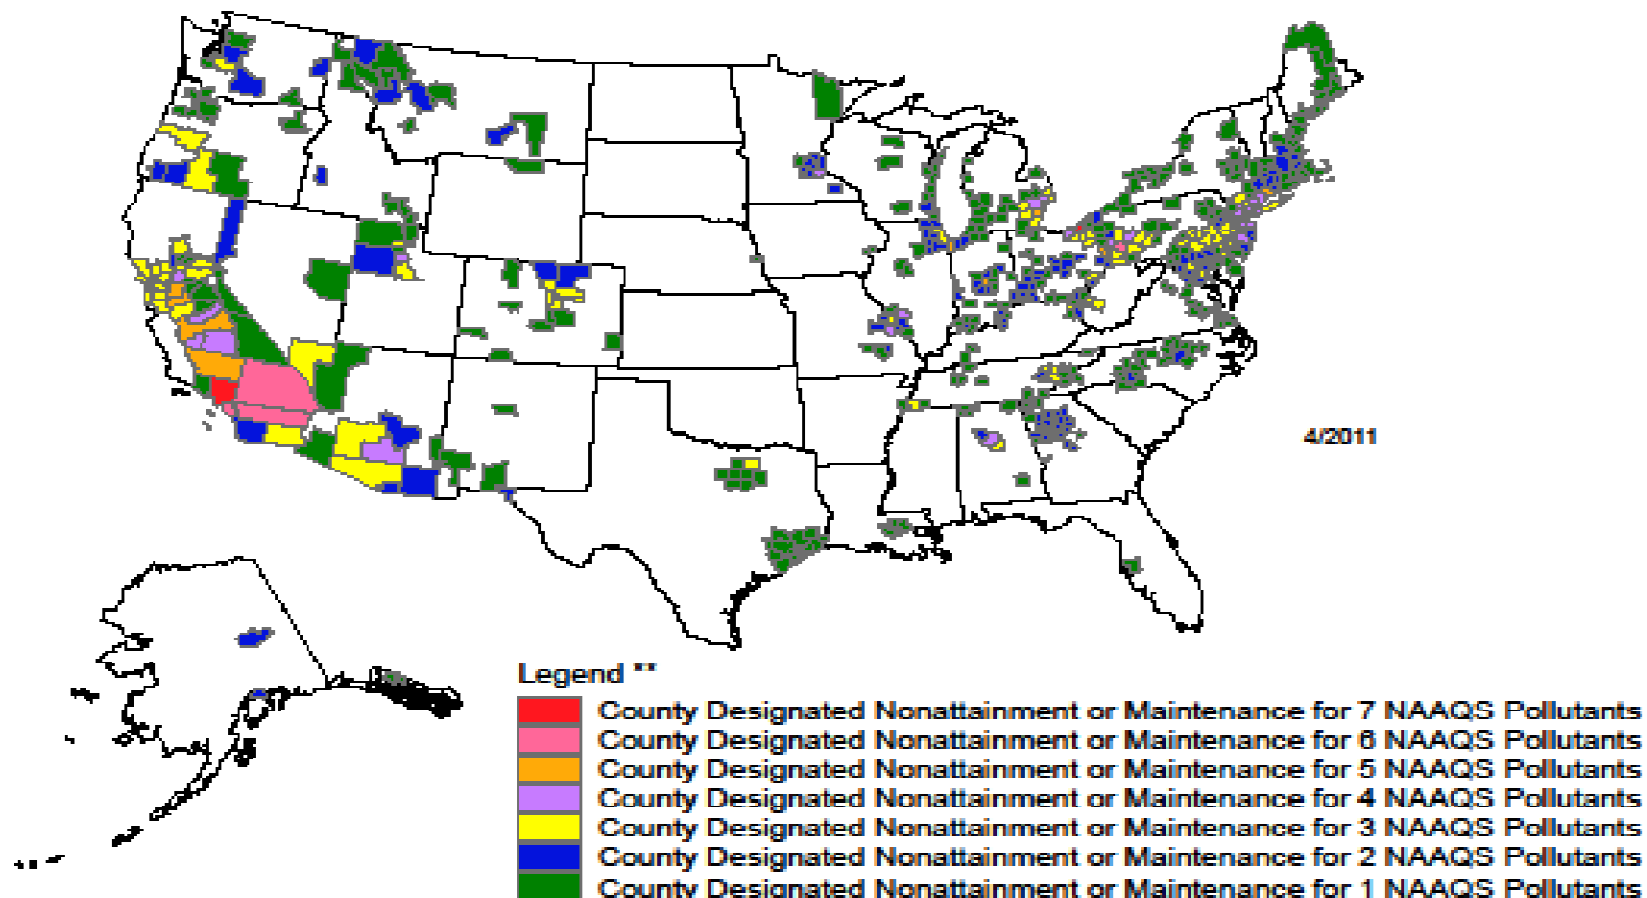 4/2011
Legend **
County Designated Nonattainment or Maintenance for 7 NAAQS Pollutants
County Designated Nonattainment or Maintenance for 6 NAAQS Pollutants
County Designated Nonattainment or Maintenance for 5 NAAQS Pollutants
County Designated Nonattainment or Maintenance for 4 NAAQS Pollutants
County Designated Nonattainment or Maintenance for 3 NAAQS Pollutants
County Designated Nonattainment or Maintenance for 2 NAAQS Pollutants
County Designated Nonattainment or Maintenance for 1 NAAQS Pollutants